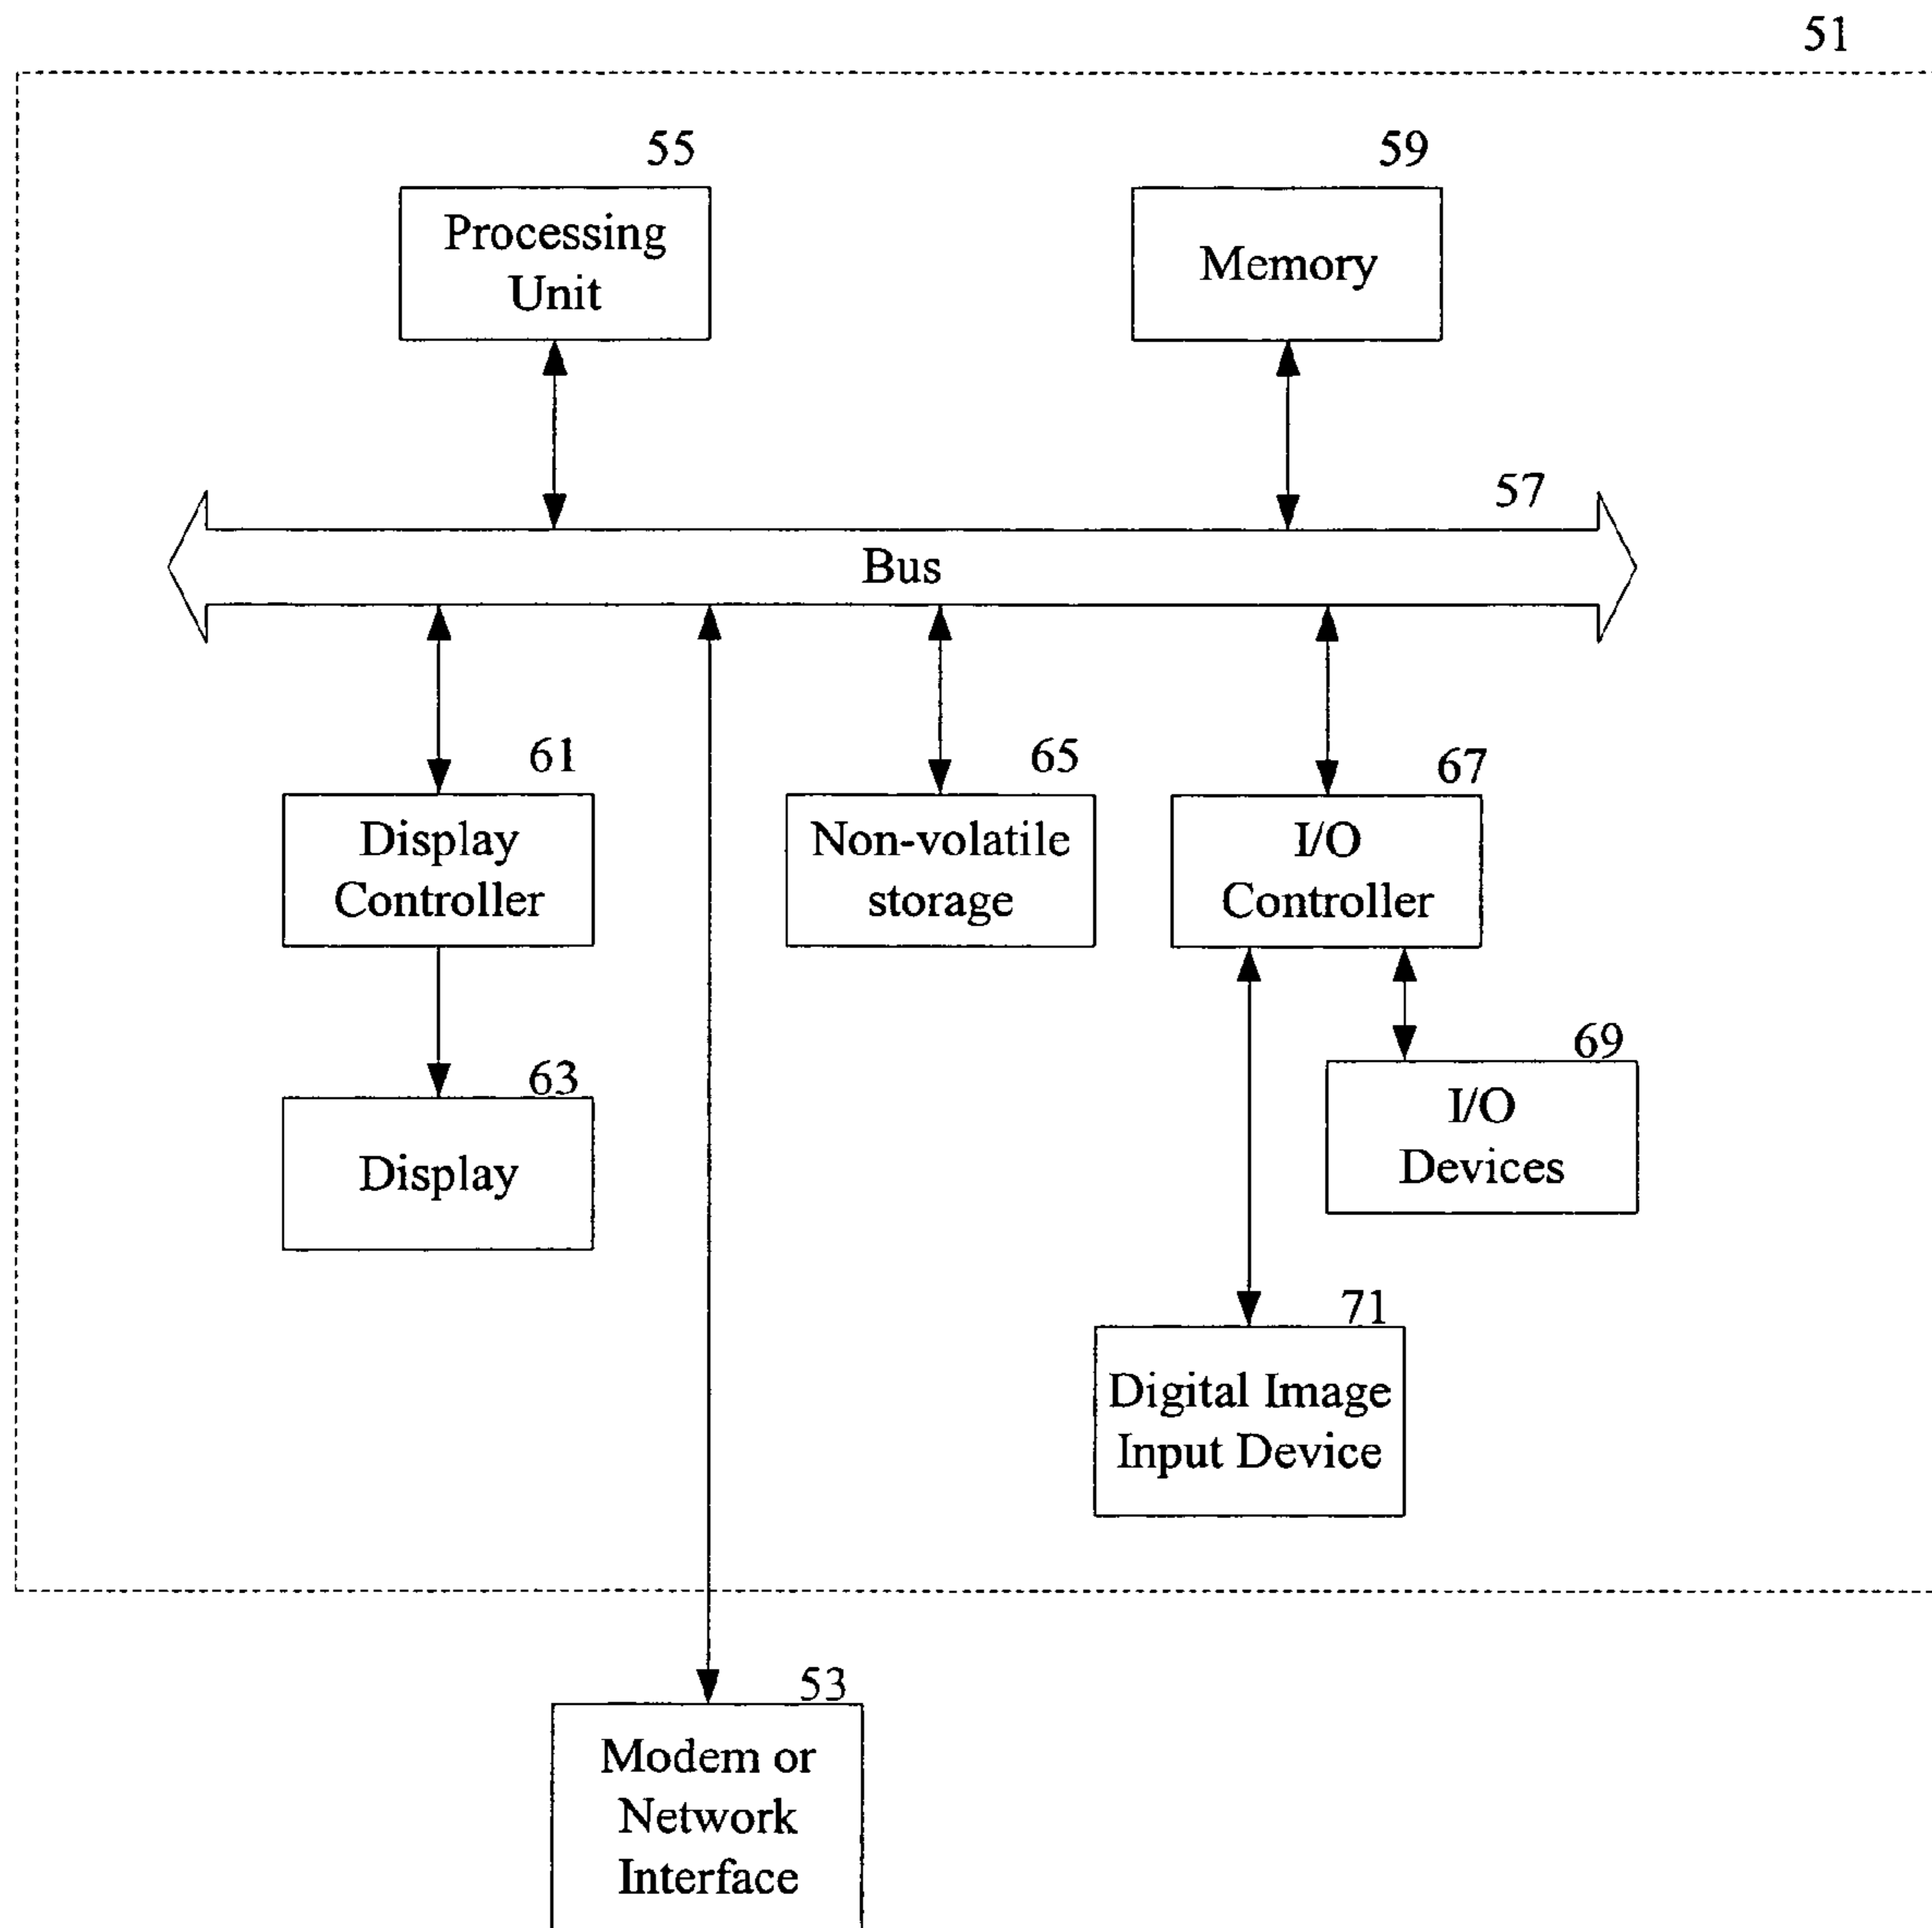 51
55
Processing
Unit
59
Memory
57
Bus
61
Display
Controller
65
Non-volatile
storage
67
I/O
Controller
63
Display
69
I/O
Devices
71
Digital Image
Input Device
53
Modem or
Network
Interface